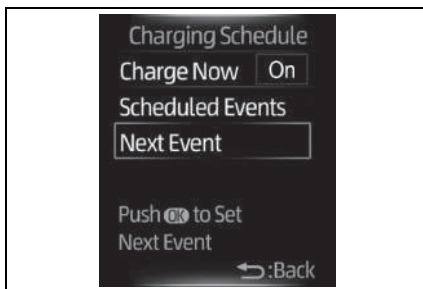 Charging Schedule
Charge Now On
Scheduled Events
Next Event
Push OK to Set
Next Event
:Back